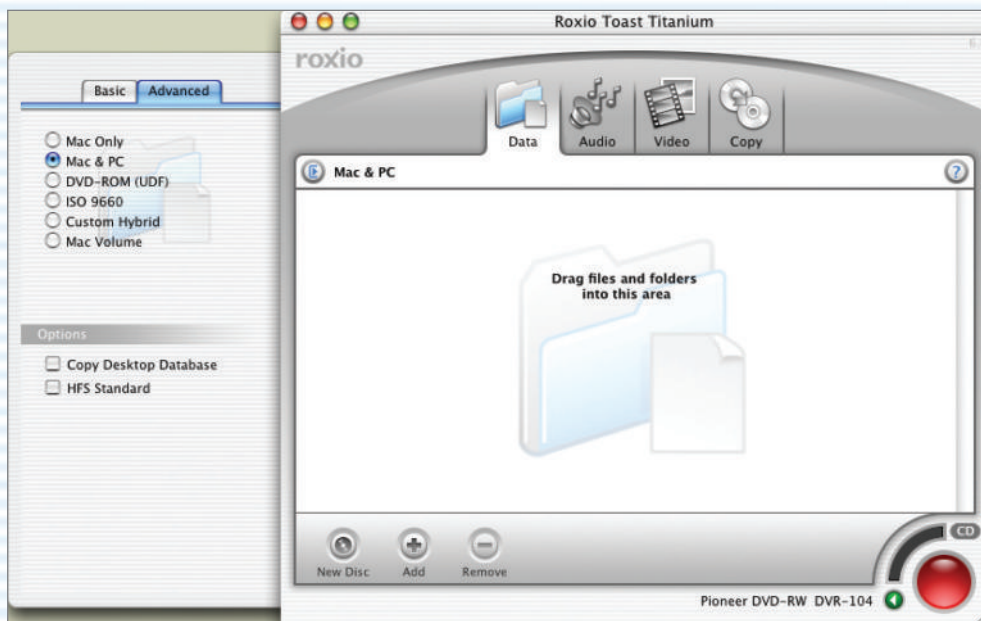 Basic
Advanced
Mac Only
Mac & PC
DVD-ROM (UDF)
ISO 9660
Custom Hybrid
Mac Volume
Options
Copy Desktop Database
HFS Standard
Roxio Toast Titanium
roxio
Data
Audio
Video
Copy
Mac & PC
?
Drag files and folders
into this area
New Disc
Add
Remove
CD
Pioneer DVD-RW DVR-104